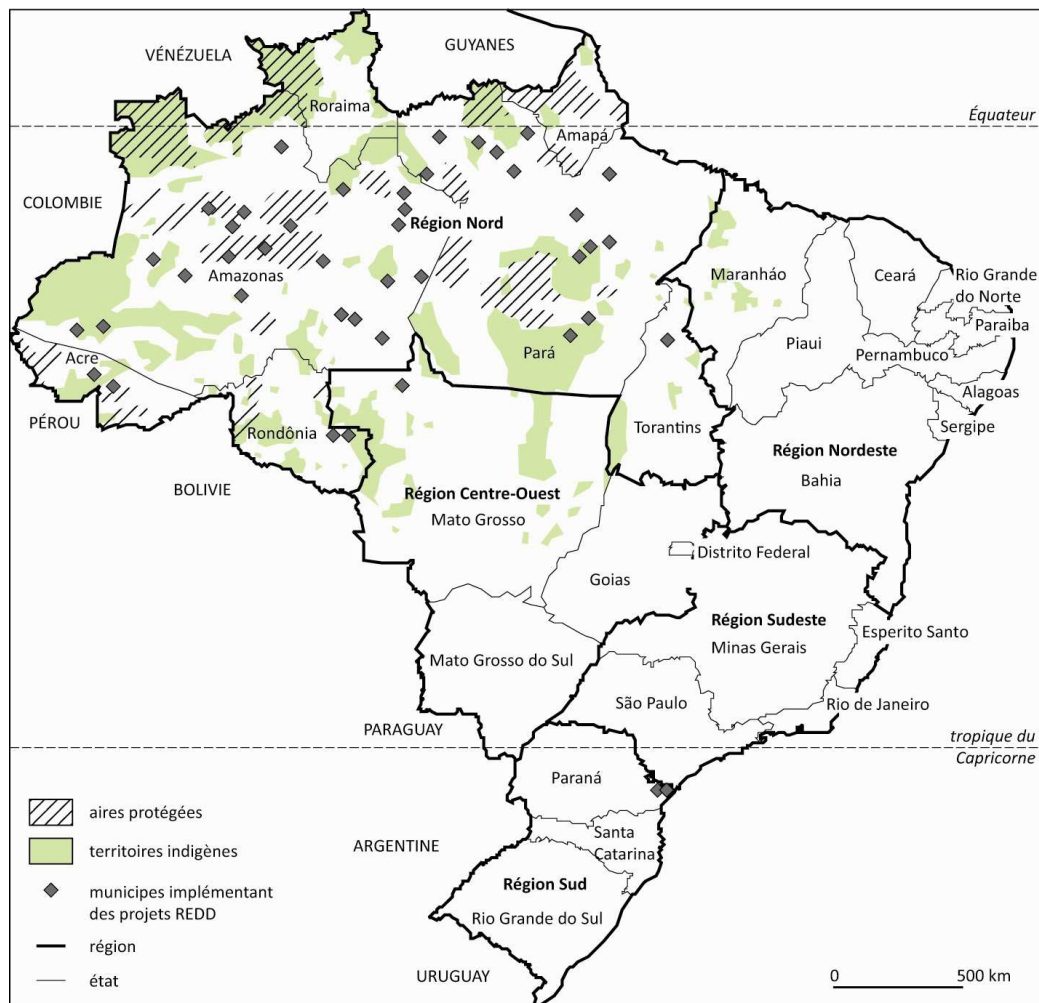 VÉNÉZUELA
GUYANES
Roraima
Équateur
Amapá
COLOMBIE
Région Nord
Amazonas
Maranháo
Ceará
Rio Grande
do Norte
Paraiba
Piaui
Pernambuco
Acre
Pará
Alagoas
Sergipe
PÉROU
Rondônia
Torantins
Région Nordeste
Bahia
BOLIVIE
Région Centre-Ouest
Mato Grosso
Distrito Federal
Goias
Région Sudeste
Minas Gerais
Esperito Santo
Mato Grosso do Sul
São Paulo
Rio de Janeiro
PARAGUAY
tropique du
Capricorne
Paraná
Santa
Catarina
ARGENTINE
Région Sud
Rio Grande do Sul
URUGUAY
aires protégées
territoires indigènes
municipes implémentant
des projets REDD
région
état
0 500 km